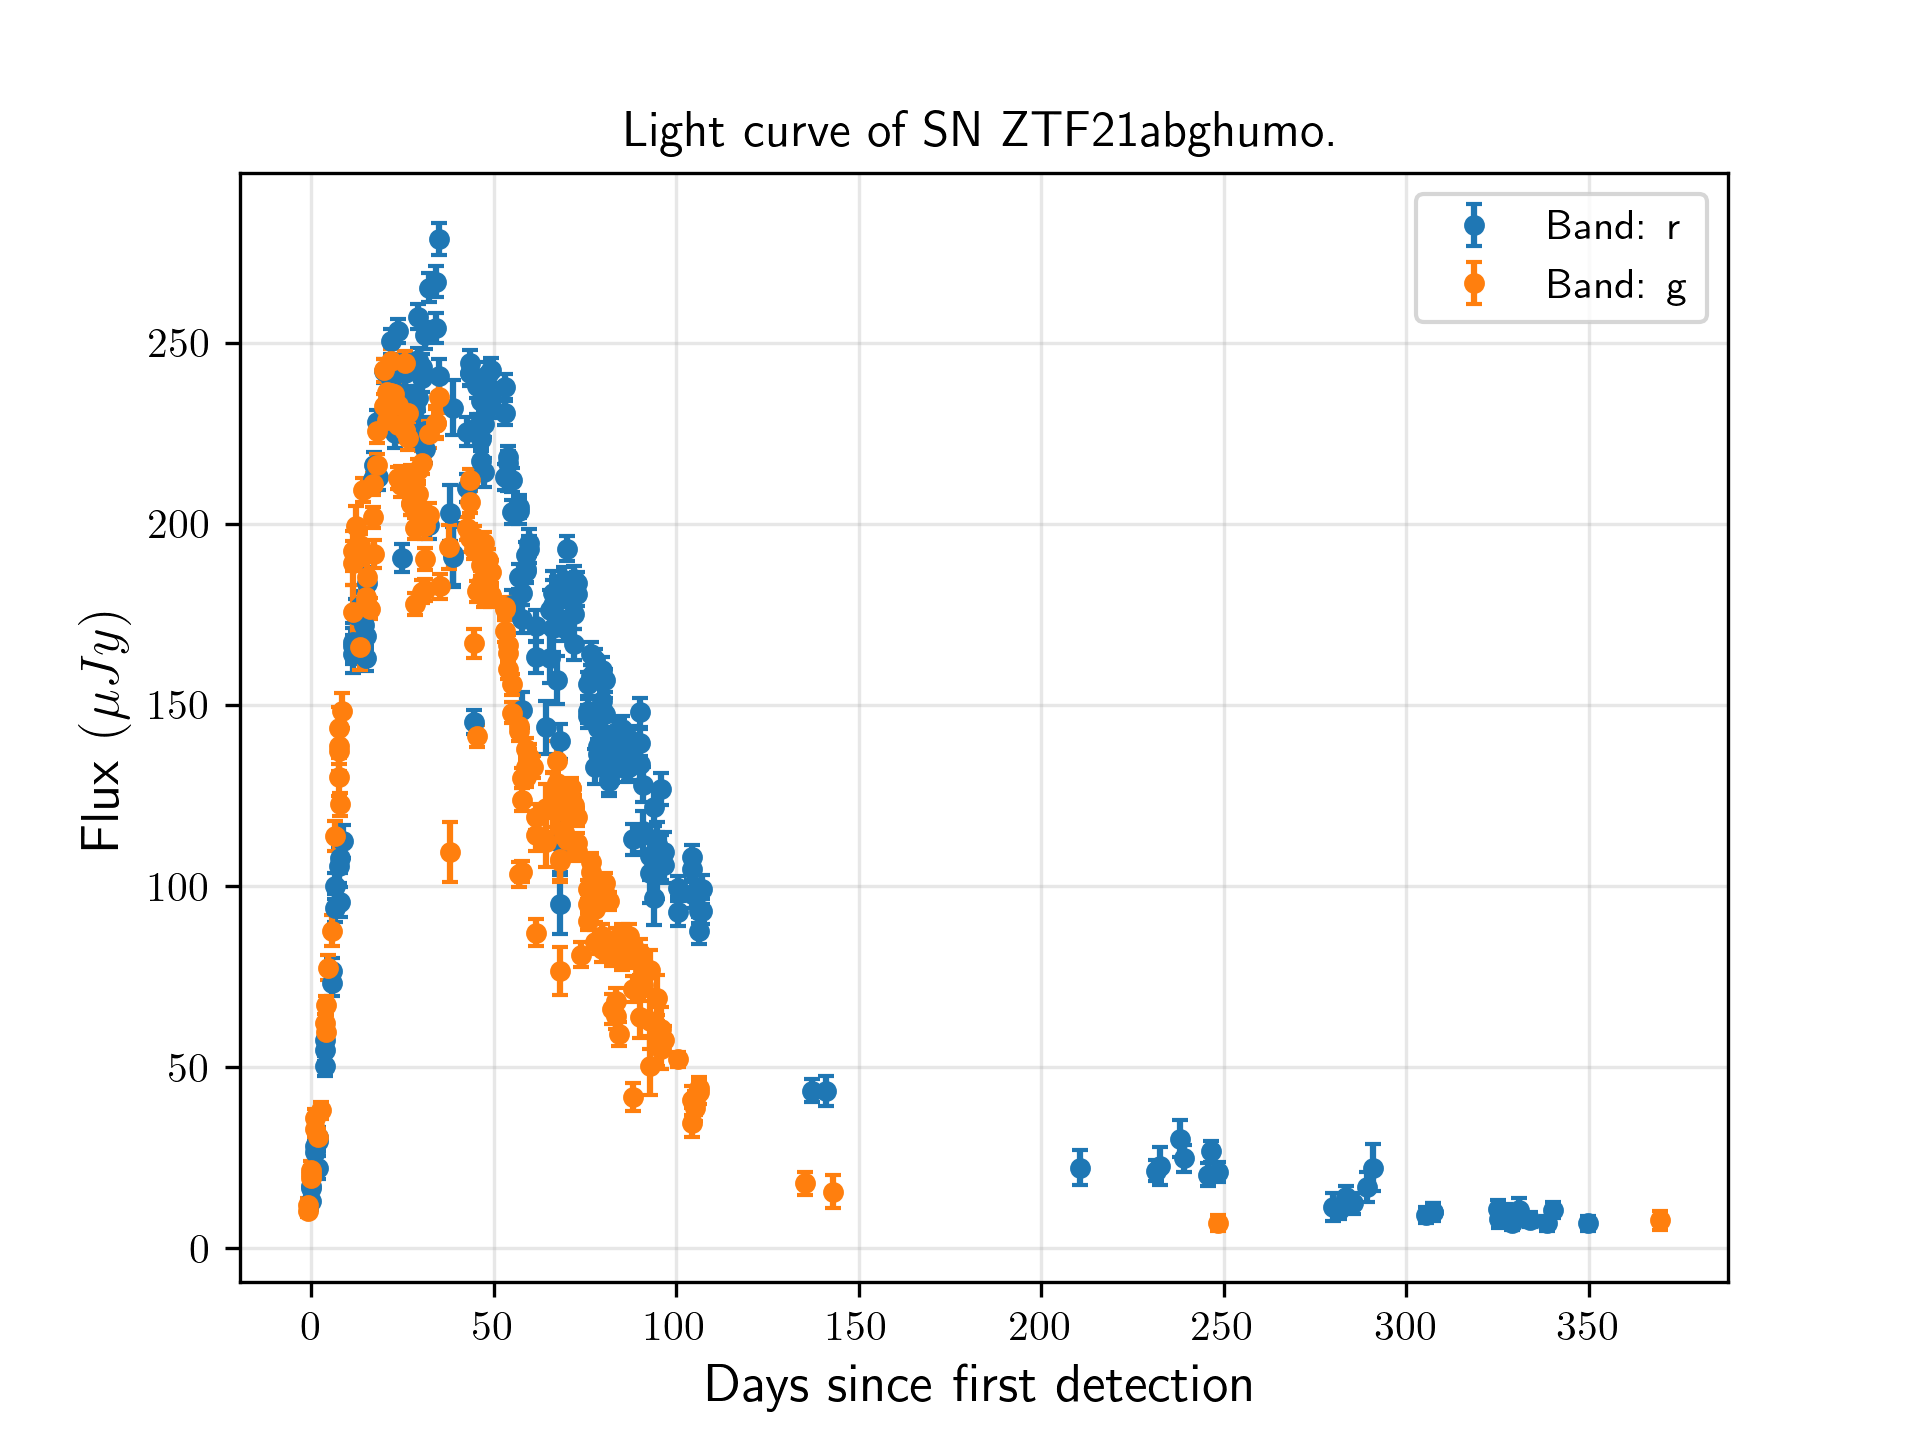 Light curve of SN ZTF21abghumo.
Band: r
Band: g
Flux (μJy)
250
200
150
100
50
0
0 50 100 150 200 250 300 350
Days since first detection